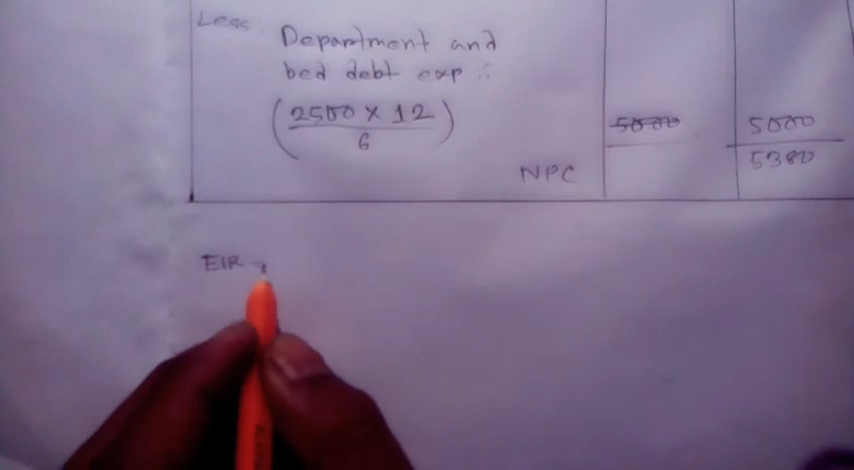 Less Department and
bed debt exp ∴
(2500 × 12 / 6) 5000 5000
NPC 5380
EIR =